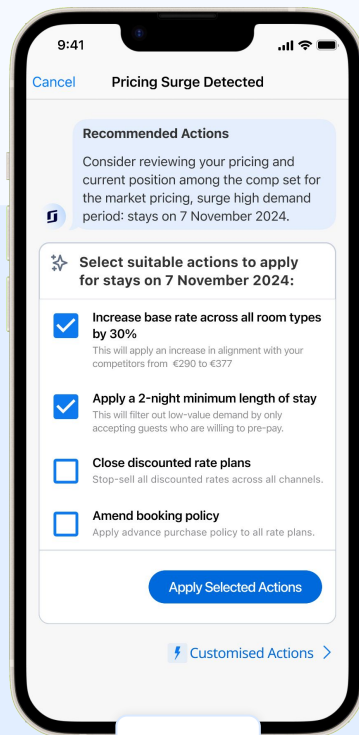 9:41
Cancel
Pricing Surge Detected
Recommended Actions
Consider reviewing your pricing and
current position among the comp set for
the market pricing, surge high demand
period: stays on 7 November 2024.
Select suitable actions to apply
for stays on 7 November 2024:
Increase base rate across all room types
by 30%
This will apply an increase in alignment with your
competitors from €290 to €377
Apply a 2-night minimum length of stay
This will filter out low-value demand by only
accepting guests who are willing to pre-pay.
Close discounted rate plans
Stop-sell all discounted rates across all channels.
Amend booking policy
Apply advance purchase policy to all rate plans.
Apply Selected Actions
Customised Actions